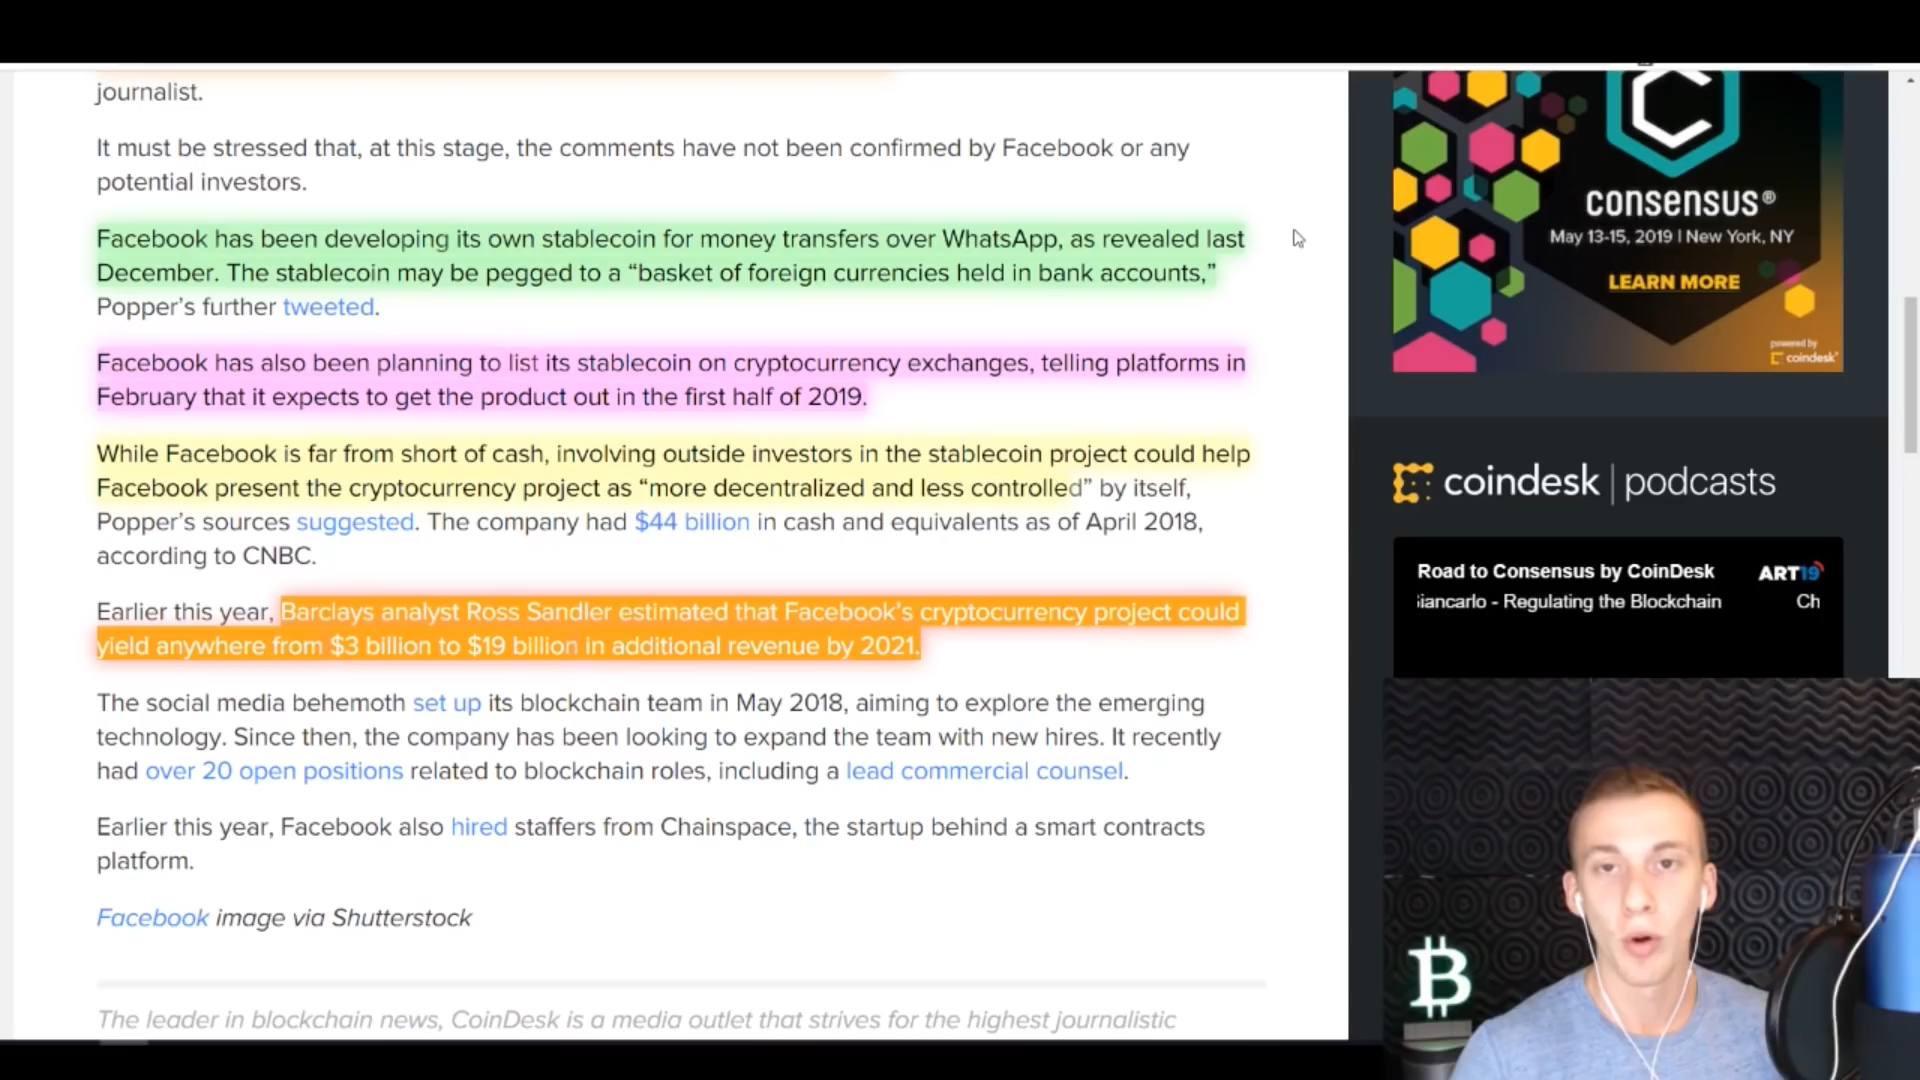 journalist.
It must be stressed that, at this stage, the comments have not been confirmed by Facebook or any
potential investors.
Facebook has been developing its own stablecoin for money transfers over WhatsApp, as revealed last
December. The stablecoin may be pegged to a “basket of foreign currencies held in bank accounts,”
Popper’s further tweeted.
Facebook has also been planning to list its stablecoin on cryptocurrency exchanges, telling platforms in
February that it expects to get the product out in the first half of 2019.
While Facebook is far from short of cash, involving outside investors in the stablecoin project could help
Facebook present the cryptocurrency project as “more decentralized and less controlled” by itself,
Popper’s sources suggested. The company had $44 billion in cash and equivalents as of April 2018,
according to CNBC.
Earlier this year, Barclays analyst Ross Sandler estimated that Facebook’s cryptocurrency project could
yield anywhere from $3 billion to $19 billion in additional revenue by 2021.
The social media behemoth set up its blockchain team in May 2018, aiming to explore the emerging
technology. Since then, the company has been looking to expand the team with new hires. It recently
had over 20 open positions related to blockchain roles, including a lead commercial counsel.
Earlier this year, Facebook also hired staffers from Chainspace, the startup behind a smart contracts
platform.
Facebook image via Shutterstock
The leader in blockchain news, CoinDesk is a media outlet that strives for the highest journalistic
consensus®
May 13-15, 2019 | New York, NY
LEARN MORE
powered by
coindesk®
coindesk | podcasts
Road to Consensus by CoinDesk
ART19
iancarlo - Regulating the Blockchain Ch